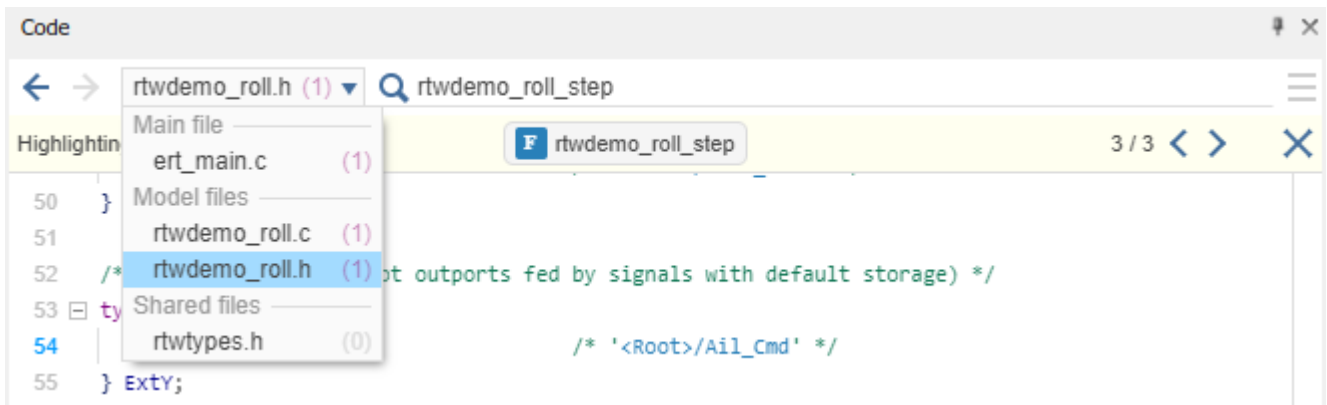 Code
rtwdemo_roll.h (1) rtwdemo_roll_step
Highlightin F rtwdemo_roll_step 3 / 3
Main file
ert_main.c (1)
Model files
rtwdemo_roll.c (1)
rtwdemo_roll.h (1)
Shared files
rtwtypes.h (0)
50 }
51
52 /* ot outports fed by signals with default storage) */
53 ty
54 /* '<Root>/Ail_Cmd' */
55 } ExtY;